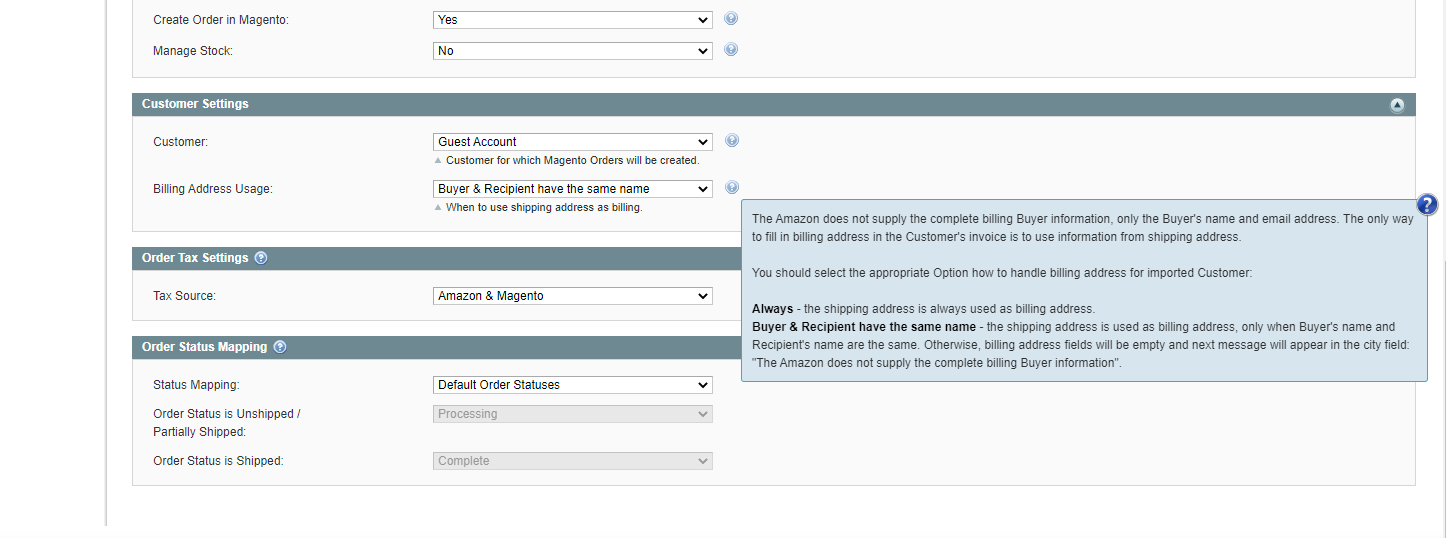 Create Order in Magento:
Yes
Manage Stock:
No
Customer Settings
Customer:
Guest Account
Customer for which Magento Orders will be created.
Billing Address Usage:
Buyer & Recipient have the same name
When to use shipping address as billing.
The Amazon does not supply the complete billing Buyer information, only the Buyer's name and email address. The only way
to fill in billing address in the Customer's invoice is to use information from shipping address.
You should select the appropriate Option how to handle billing address for imported Customer:
Always - the shipping address is always used as billing address.
Buyer & Recipient have the same name - the shipping address is used as billing address, only when Buyer's name and
Recipient's name are the same. Otherwise, billing address fields will be empty and next message will appear in the city field:
"The Amazon does not supply the complete billing Buyer information".
Order Tax Settings
Tax Source:
Amazon & Magento
Order Status Mapping
Status Mapping:
Default Order Statuses
Order Status is Unshipped /
Partially Shipped:
Processing
Order Status is Shipped:
Complete